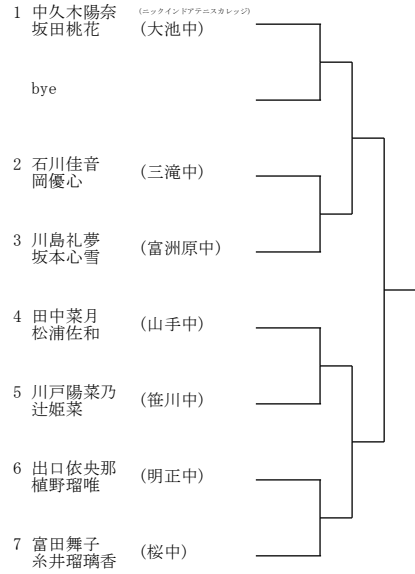 1 中久木陽奈 (ニックインドアテニスカレッジ)
坂田桃花 (大池中)
bye
2 石川佳音
岡優心 (三滝中)
3 川島礼夢
坂本心雪 (富洲原中)
4 田中菜月
松浦佐和 (山手中)
5 川戸陽菜乃
辻姫菜 (笹川中)
6 出口依央那
植野瑠唯 (明正中)
7 富田舞子
糸井瑠璃香 (桜中)